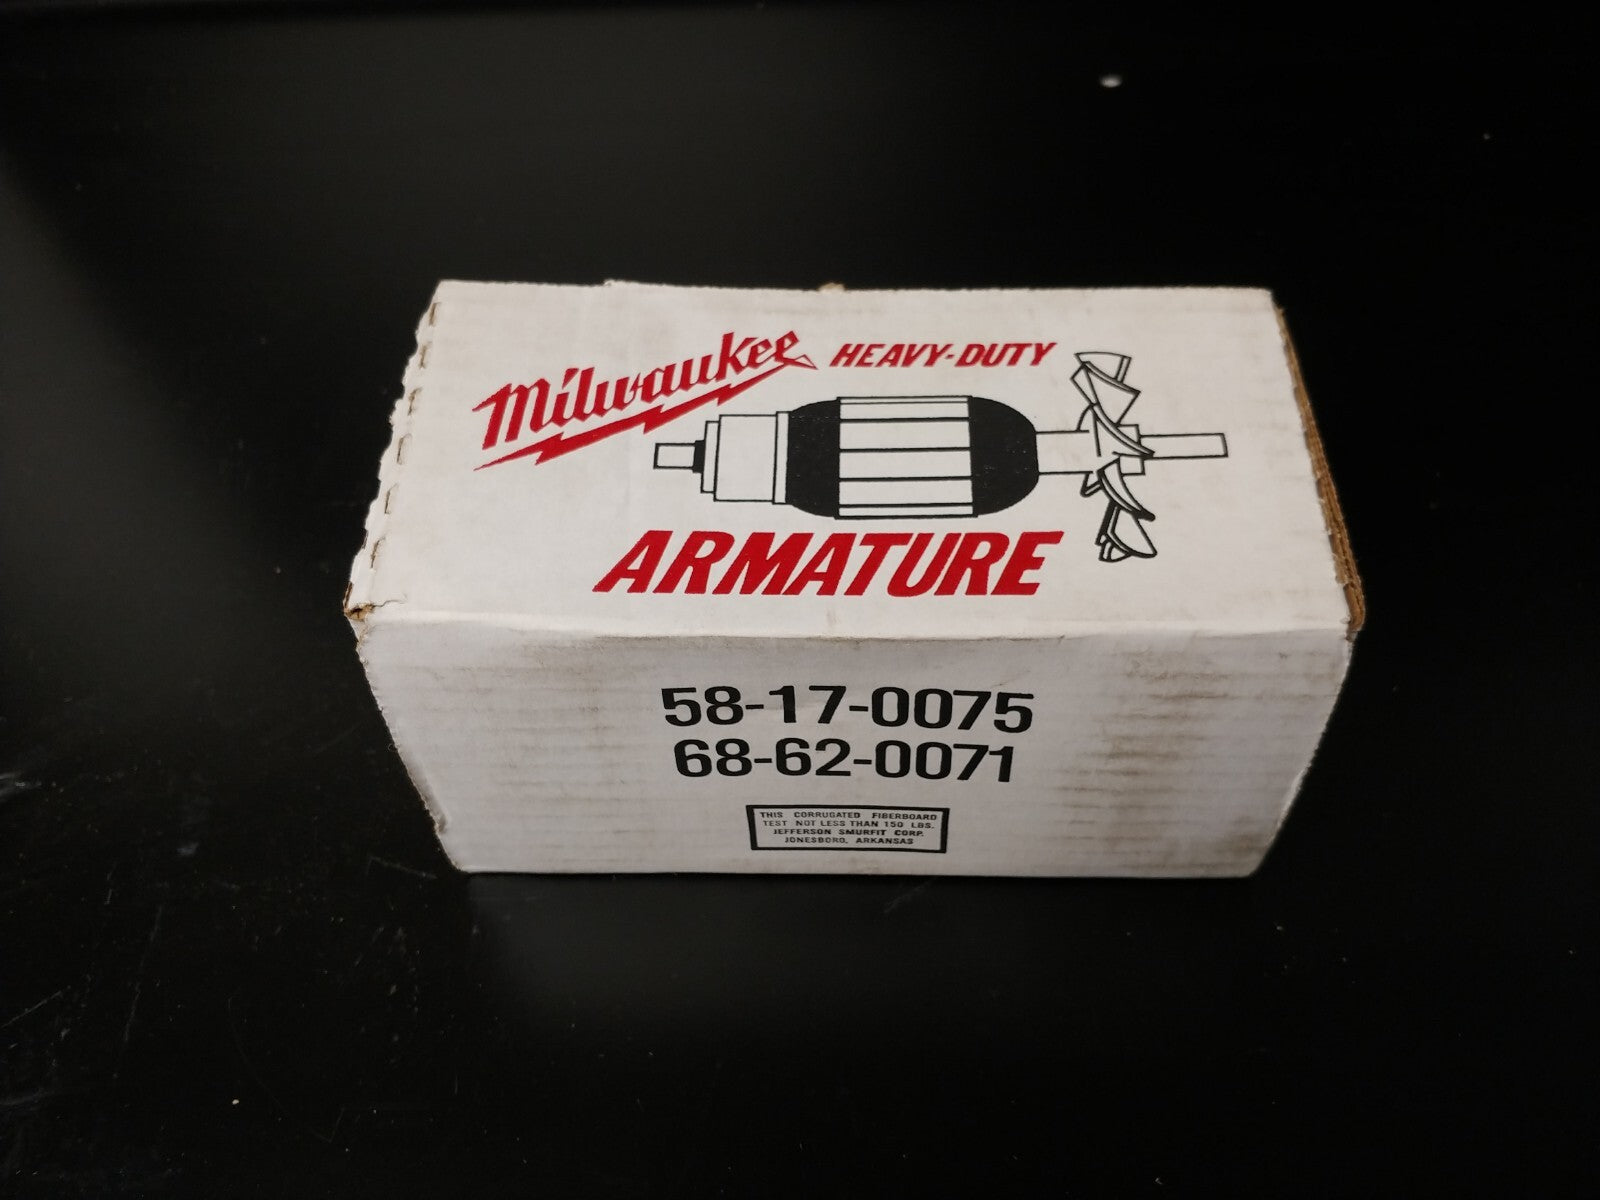 Milwaukee HEAVY-DUTY
ARMATURE
58-17-0075
68-62-0071
THIS CORRUGATED FIBERBOARD
TEST NOT LESS THAN 150 LBS.
JEFFERSON SMURFIT CORP.
JONESBORO, ARKANSAS